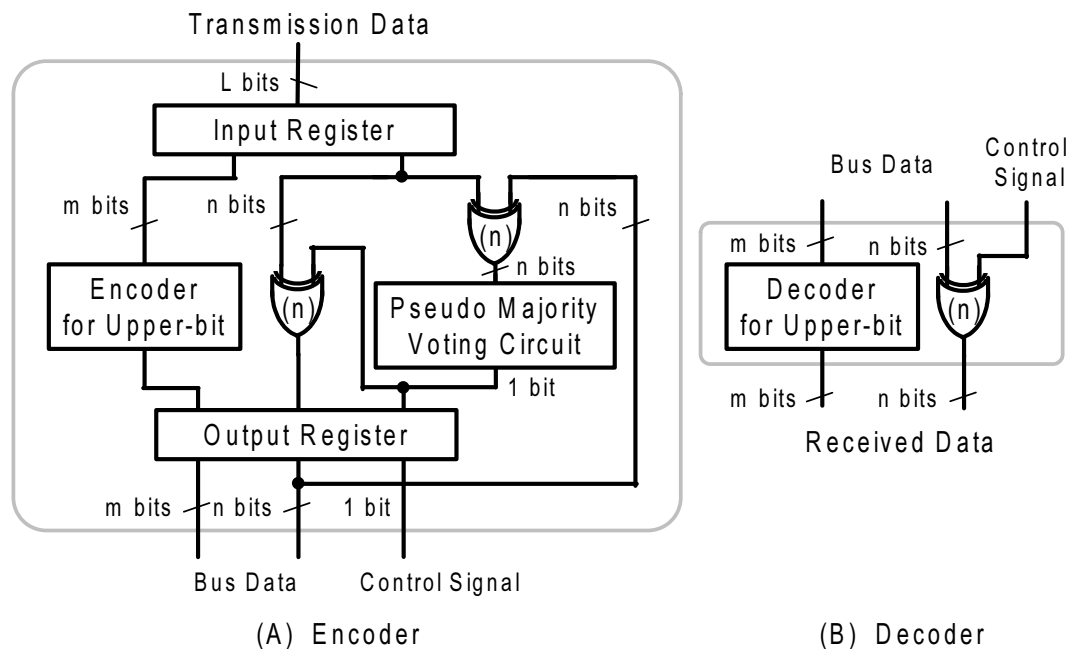 Transmission Data
L bits
Input Register
m bits
n bits
n bits
(n)
n bits
(n)
Encoder
for Upper-bit
Pseudo Majority
Voting Circuit
1 bit
Output Register
m bits
n bits
1 bit
Bus Data
Control Signal
(A) Encoder
Bus Data
Control
Signal
m bits
n bits
Decoder
for Upper-bit
(n)
m bits
n bits
Received Data
(B) Decoder